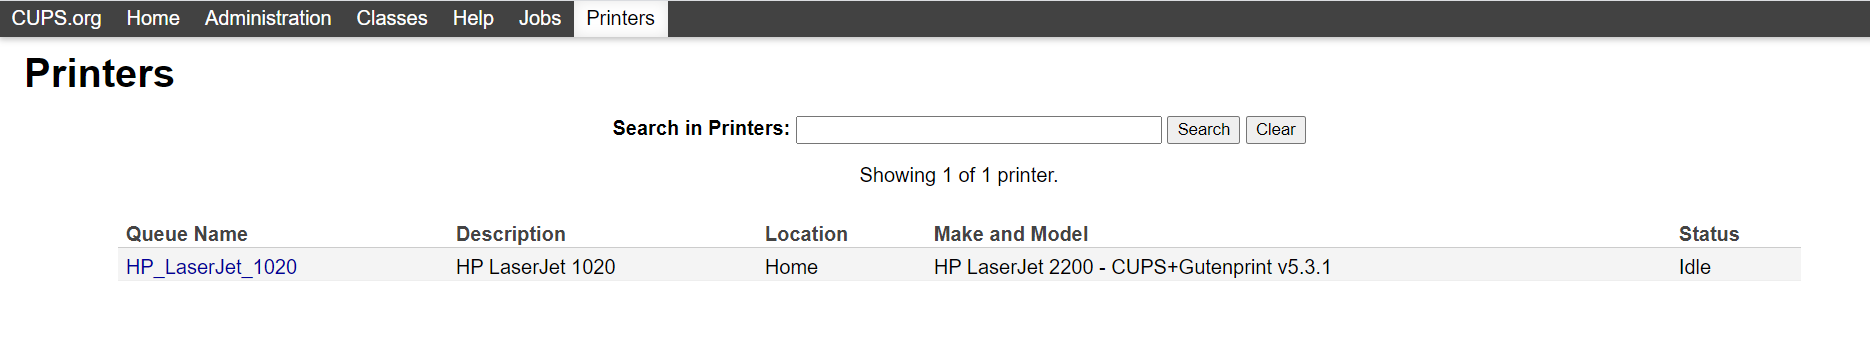 CUPS.org Home Administration Classes Help Jobs Printers
Printers
Search in Printers: Search Clear
Showing 1 of 1 printer.
Queue Name Description Location Make and Model Status
HP_LaserJet_1020 HP LaserJet 1020 Home HP LaserJet 2200 - CUPS+Gutenprint v5.3.1 Idle